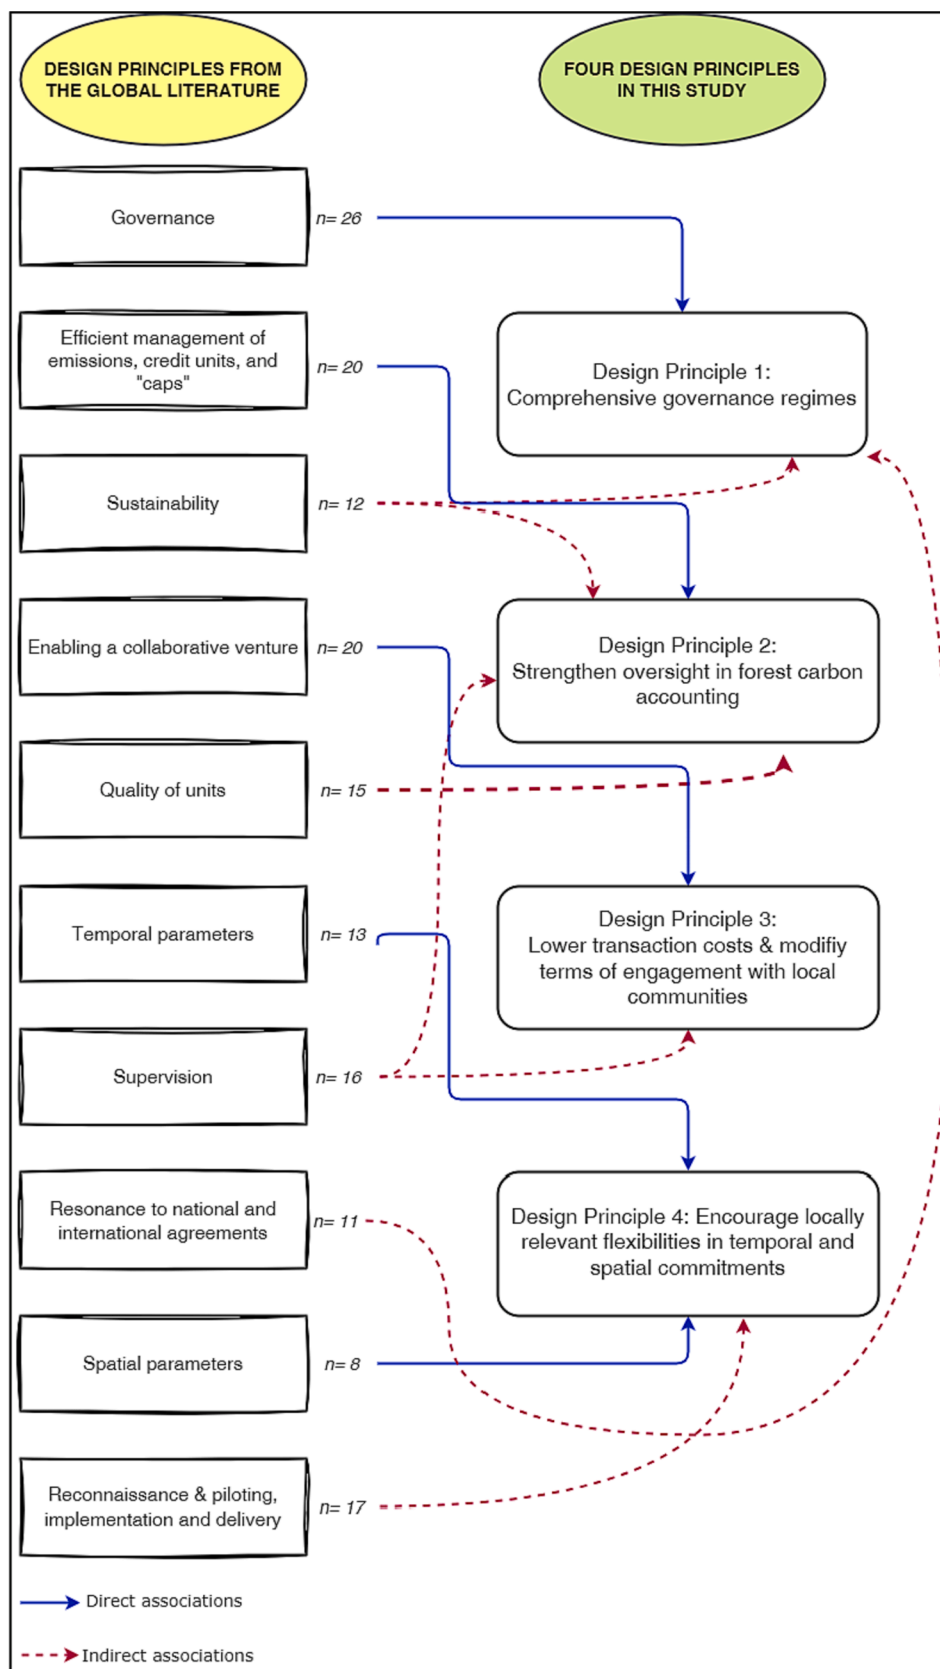 DESIGN PRINCIPLES FROM
THE GLOBAL LITERATURE
FOUR DESIGN PRINCIPLES
IN THIS STUDY
Governance
n= 26
Efficient management of
emissions, credit units, and
"caps"
n= 20
Design Principle 1:
Comprehensive governance regimes
Sustainability
n= 12
Enabling a collaborative venture
n= 20
Design Principle 2:
Strengthen oversight in forest carbon
accounting
Quality of units
n= 15
Temporal parameters
n= 13
Design Principle 3:
Lower transaction costs & modifiy
terms of engagement with local
communities
Supervision
n= 16
Resonance to national and
international agreements
n= 11
Design Principle 4: Encourage locally
relevant flexibilities in temporal and
spatial commitments
Spatial parameters
n= 8
Reconnaissance & piloting,
implementation and delivery
n= 17
Direct associations
Indirect associations